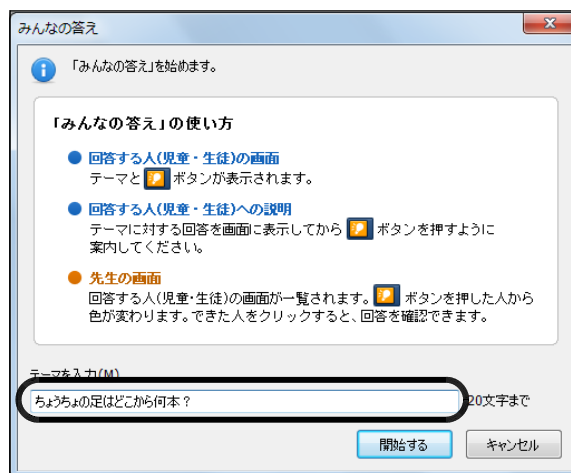 みんなの答え
「みんなの答え」を始めます。
「みんなの答え」の使い方
回答する人(児童・生徒)の画面
テーマと ボタンが表示されます。
回答する人(児童・生徒)への説明
テーマに対する回答を画面に表示してから ボタンを押すように
案内してください。
先生の画面
回答する人(児童・生徒)の画面が一覧されます。 ボタンを押した人から
色が変わります。できた人をクリックすると、回答を確認できます。
テーマを入力(M)
ちょうちょの足はどこから何本？
20文字まで
開始する
キャンセル